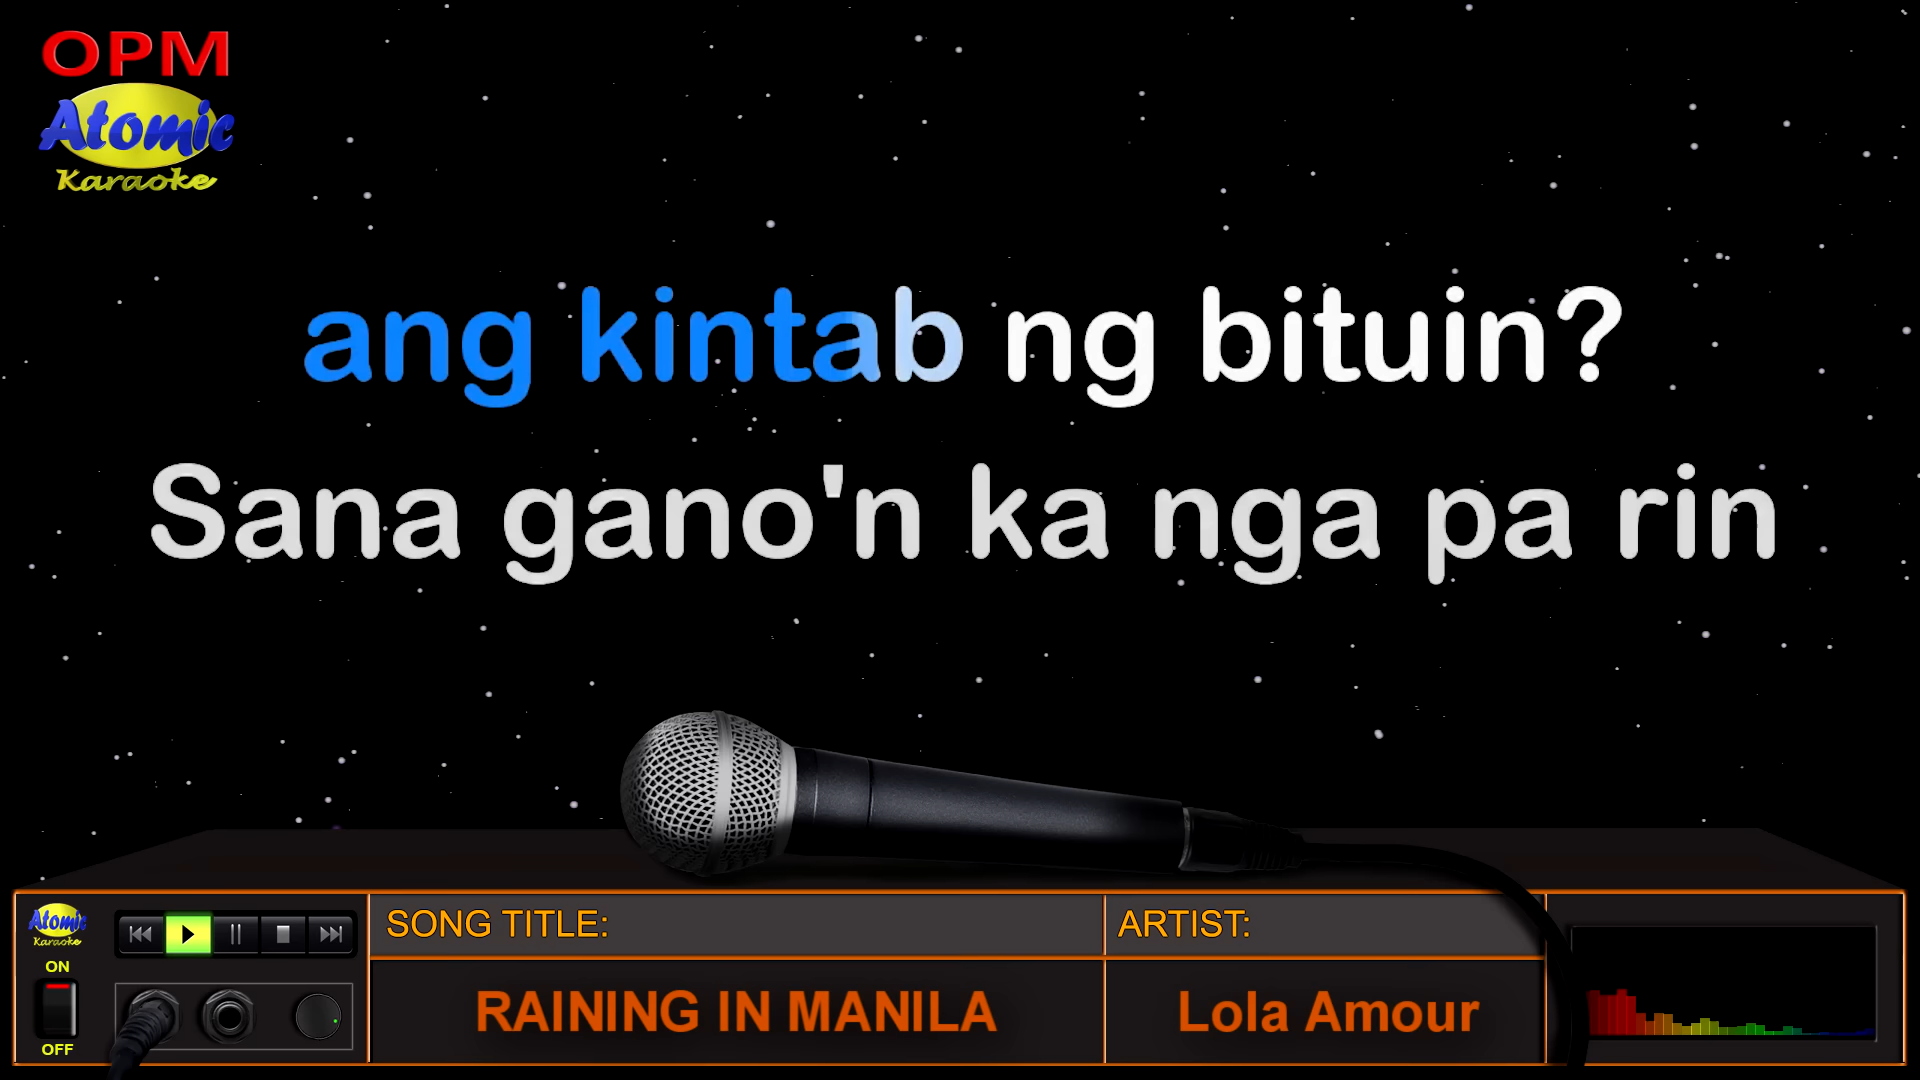 OPM
Atomic
Karaoke
ang kintab ng bituin?
Sana gano'n ka nga pa rin
Atomic
Karaoke
ON
OFF
SONG TITLE:
RAINING IN MANILA
ARTIST:
Lola Amour